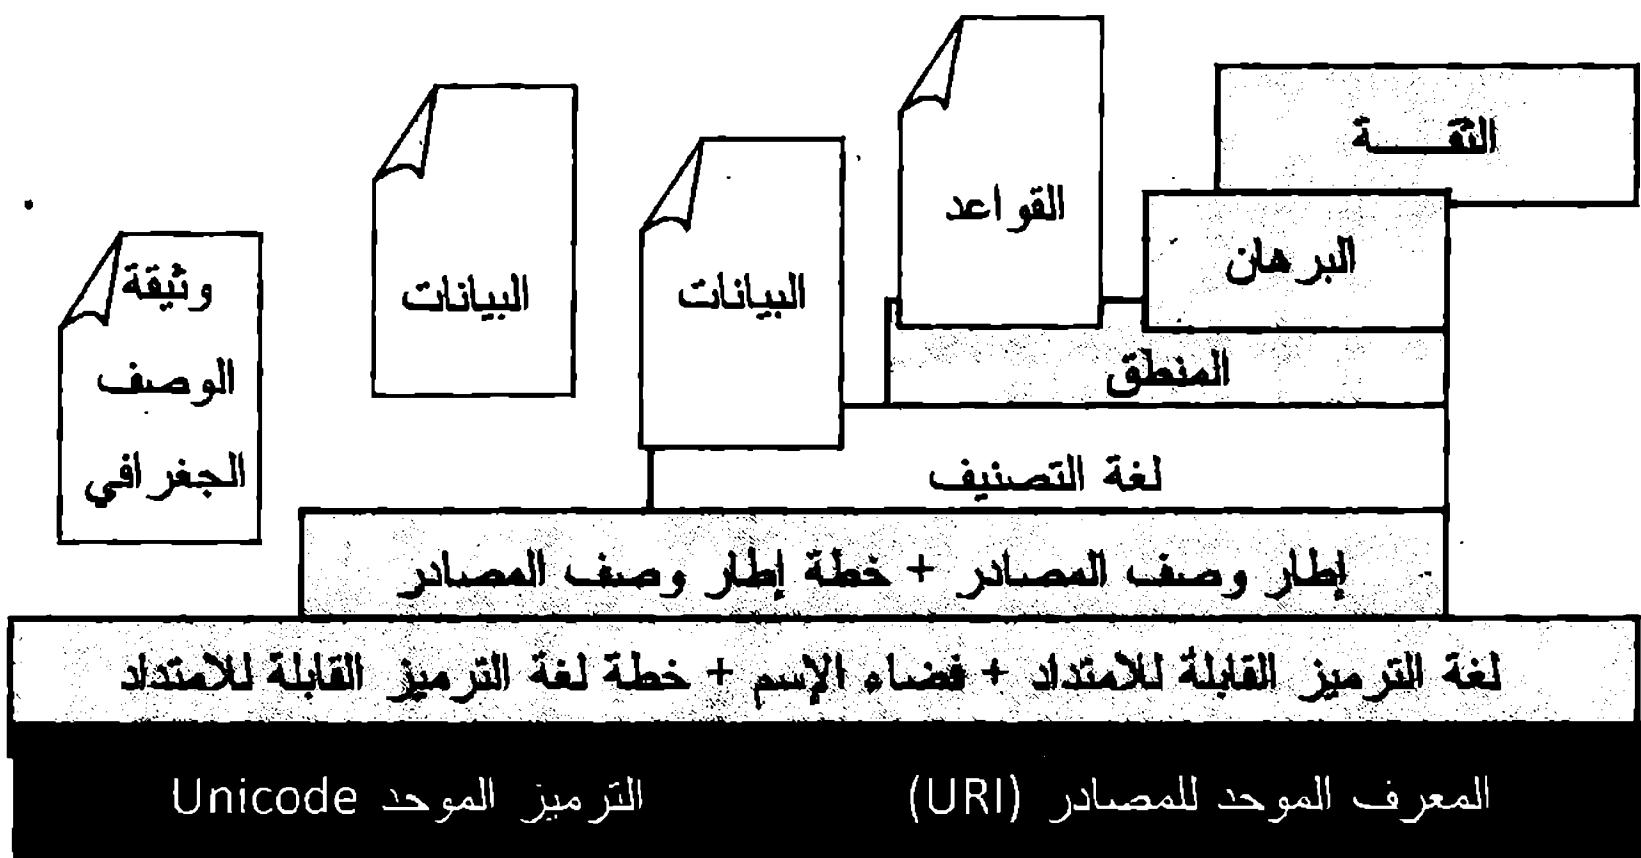 الثقــــة
القواعد
البرهان
البيانات
البيانات
وثيقة
الوصف
الجغرافي
المنطق
لغة التصنيف
إطار وصف المصادر + خطة إطار وصف المصادر
لغة الترميز القابلة للامتداد + فضاء الإسم + خطة لغة الترميز القابلة للامتداد
المعرف الموحد للمصادر (URI)
الترميز الموحد Unicode